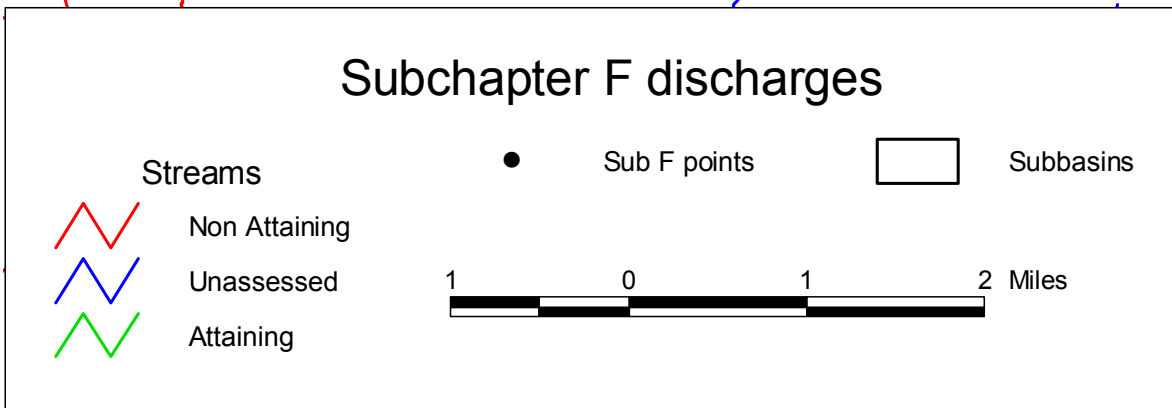 Subchapter F discharges
Streams
Sub F points
Subbasins
Non Attaining
Unassessed
Attaining
1 0 1 2 Miles